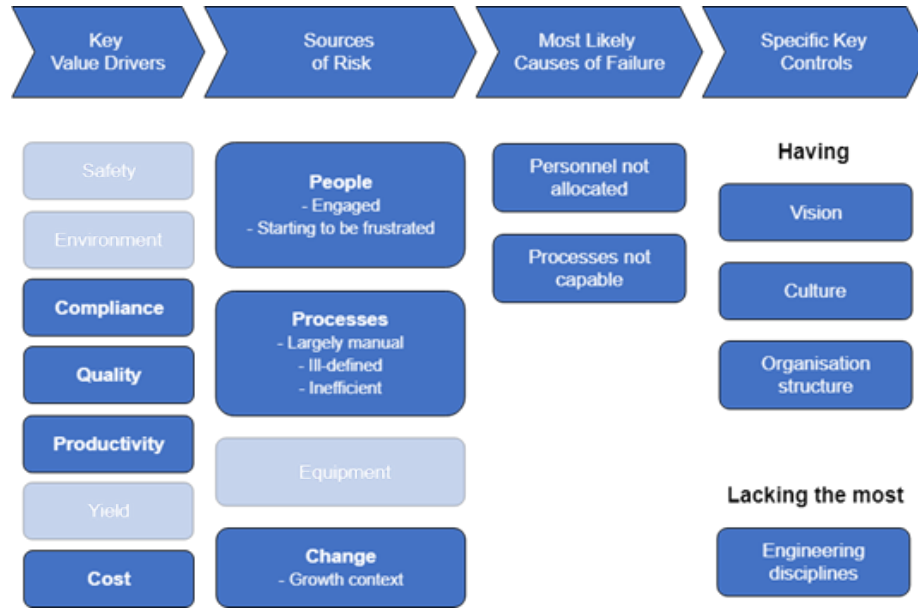 Key
Value Drivers
Sources
of Risk
Most Likely
Causes of Failure
Specific Key
Controls
Safety
Environment
Compliance
Quality
Productivity
Yield
Cost
People
- Engaged
- Starting to be frustrated
Processes
- Largely manual
- Ill-defined
- Inefficient
Equipment
Change
- Growth context
Personnel not
allocated
Processes not
capable
Having
Vision
Culture
Organisation
structure
Lacking the most
Engineering
disciplines